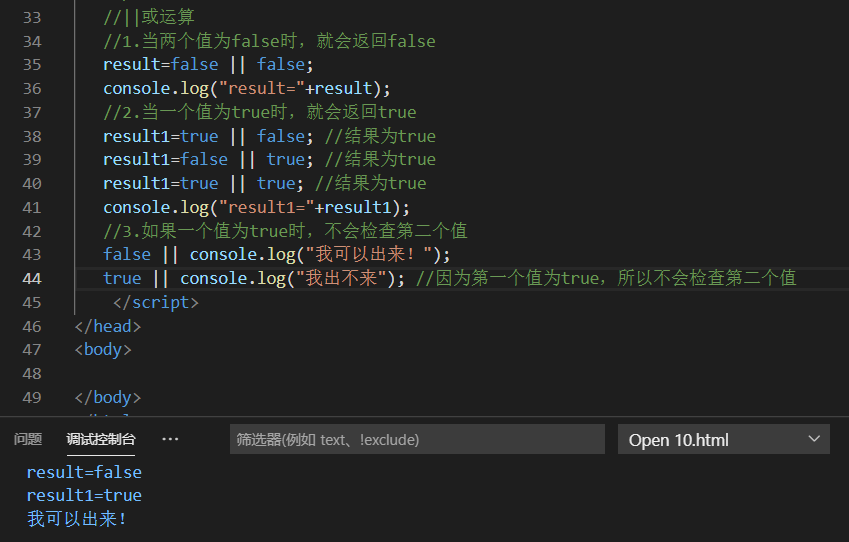 33 //||或运算
34 //1.当两个值为false时，就会返回false
35 result=false || false;
36 console.log("result="+result);
37 //2.当一个值为true时，就会返回true
38 result1=true || false; //结果为true
39 result1=false || true; //结果为true
40 result1=true || true; //结果为true
41 console.log("result1="+result1);
42 //3.如果一个值为true时，不会检查第二个值
43 false || console.log("我可以出来！");
44 true || console.log("我出不来"); //因为第一个值为true，所以不会检查第二个值
45 </script>
46 </head>
47 <body>
48
49 </body>
问题 调试控制台 ··· 筛选器(例如 text、!exclude) Open 10.html
result=false
result1=true
我可以出来！